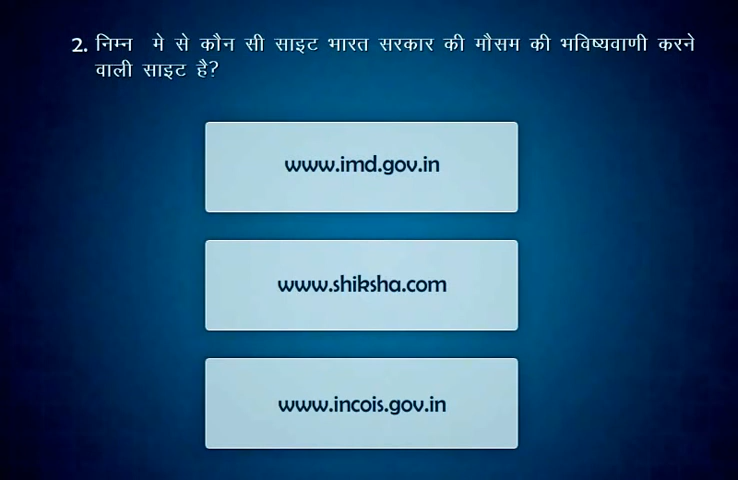 2. निम्न मे से कौन सी साइट भारत सरकार की मौसम की भविष्यवाणी करने
वाली साइट है?
www.imd.gov.in
www.shiksha.com
www.incois.gov.in